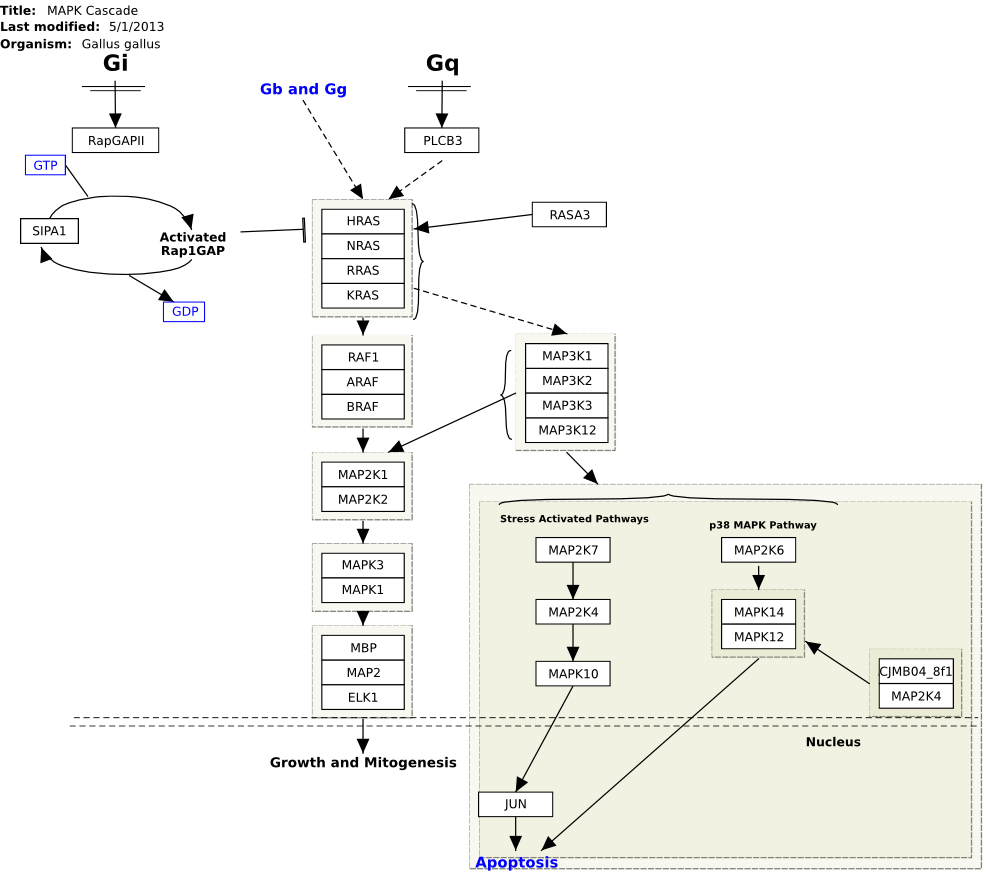 Title: MAPK Cascade
Last modified: 5/1/2013
Organism: Gallus gallus
Gi
Gq
Gb and Gg
RapGAPII
PLCB3
GTP
SIPA1
Activated
Rap1GAP
GDP
HRAS
NRAS
RRAS
KRAS
RASA3
RAF1
ARAF
BRAF
MAP3K1
MAP3K2
MAP3K3
MAP3K12
MAP2K1
MAP2K2
MAPK3
MAPK1
MBP
MAP2
ELK1
Growth and Mitogenesis
Stress Activated Pathways
MAP2K7
MAP2K4
MAPK10
p38 MAPK Pathway
MAP2K6
MAPK14
MAPK12
CJMB04_8f1
MAP2K4
Nucleus
JUN
Apoptosis